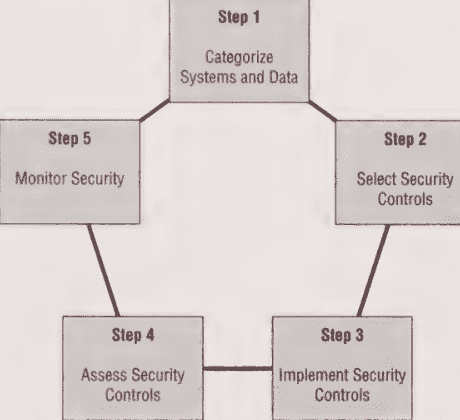 Step 1
Categorize
Systems and Data
Step 2
Select Security
Controls
Step 3
Implement Security
Controls
Step 4
Assess Security
Controls
Step 5
Monitor Security